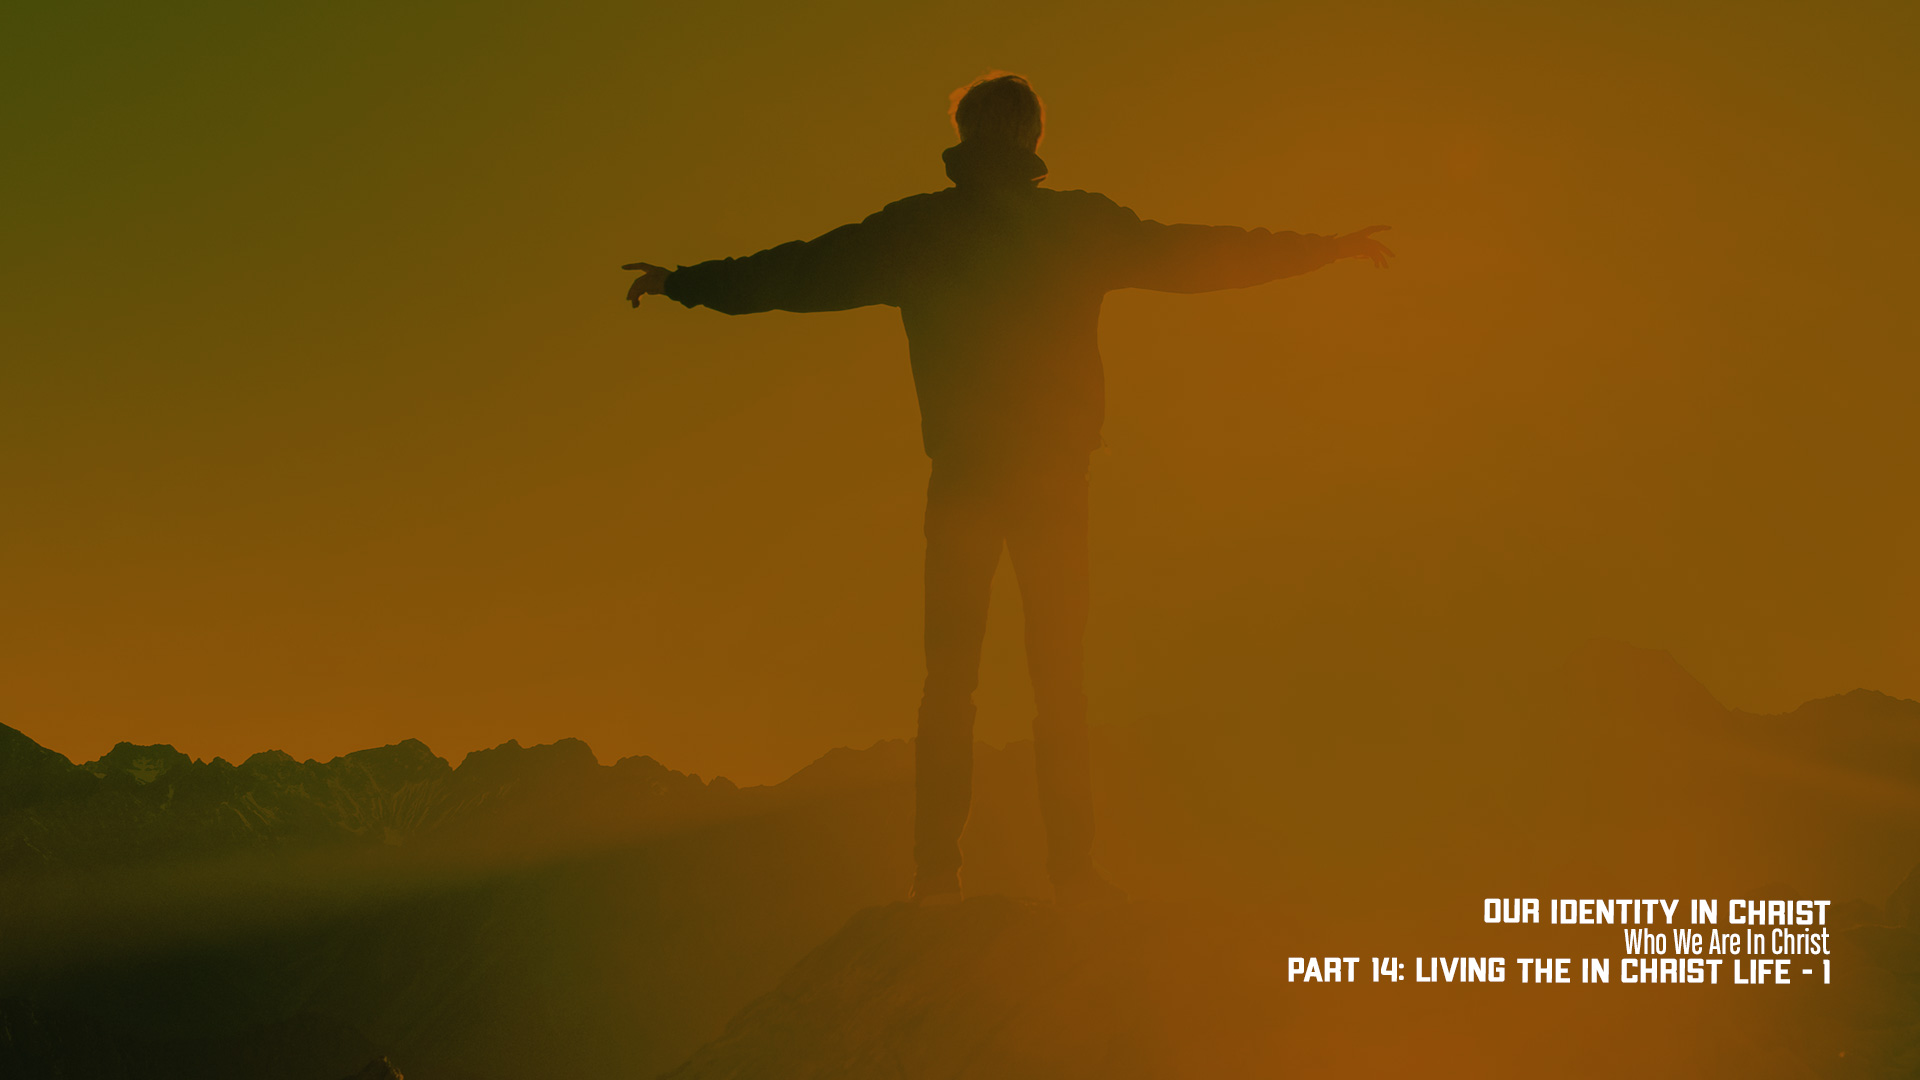 OUR IDENTITY IN CHRIST
Who We Are In Christ
PART 14: LIVING THE IN CHRIST LIFE - 1